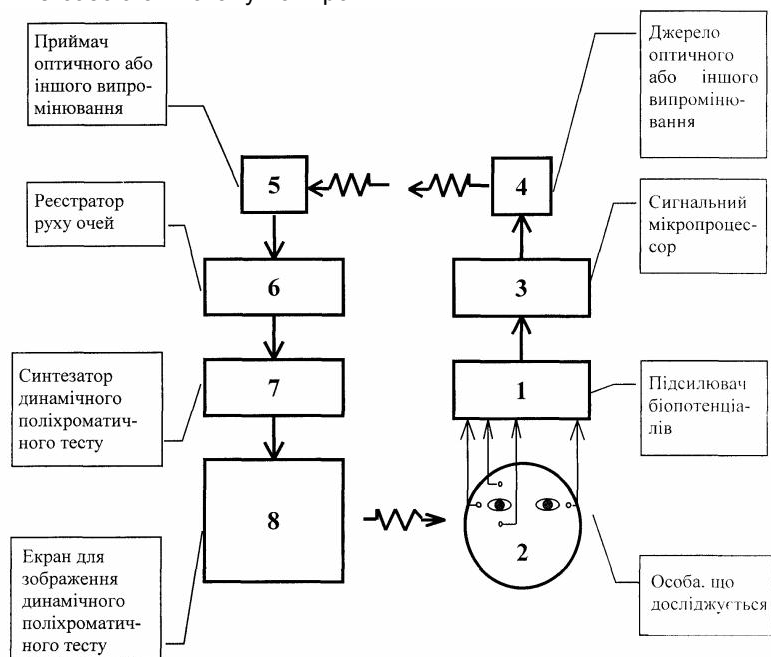 Приймач
оптичного або
іншого випро-
мінювання
Джерело
оптичного
або іншого
випроміню-
вання
5
4
Реєстратор
руху очей
Сигнальний
мікропроцес-
сор
6
3
Синтезатор
динамічного
поліхроматич-
ного тесту
7
1
Підсилювач
біопотенціа-
лів
8
2
Екран для
зображення
динамічного
поліхроматич-
ного тесту
Особа, що
досліджується